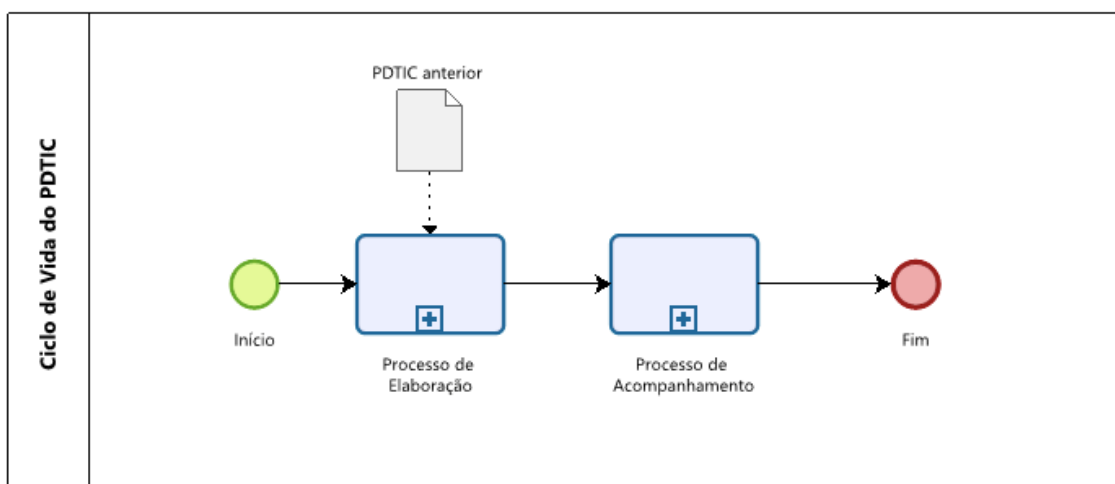 Ciclo de Vida do PDTIC
PDTIC anterior
Início
Processo de
Elaboração
Processo de
Acompanhamento
Fim